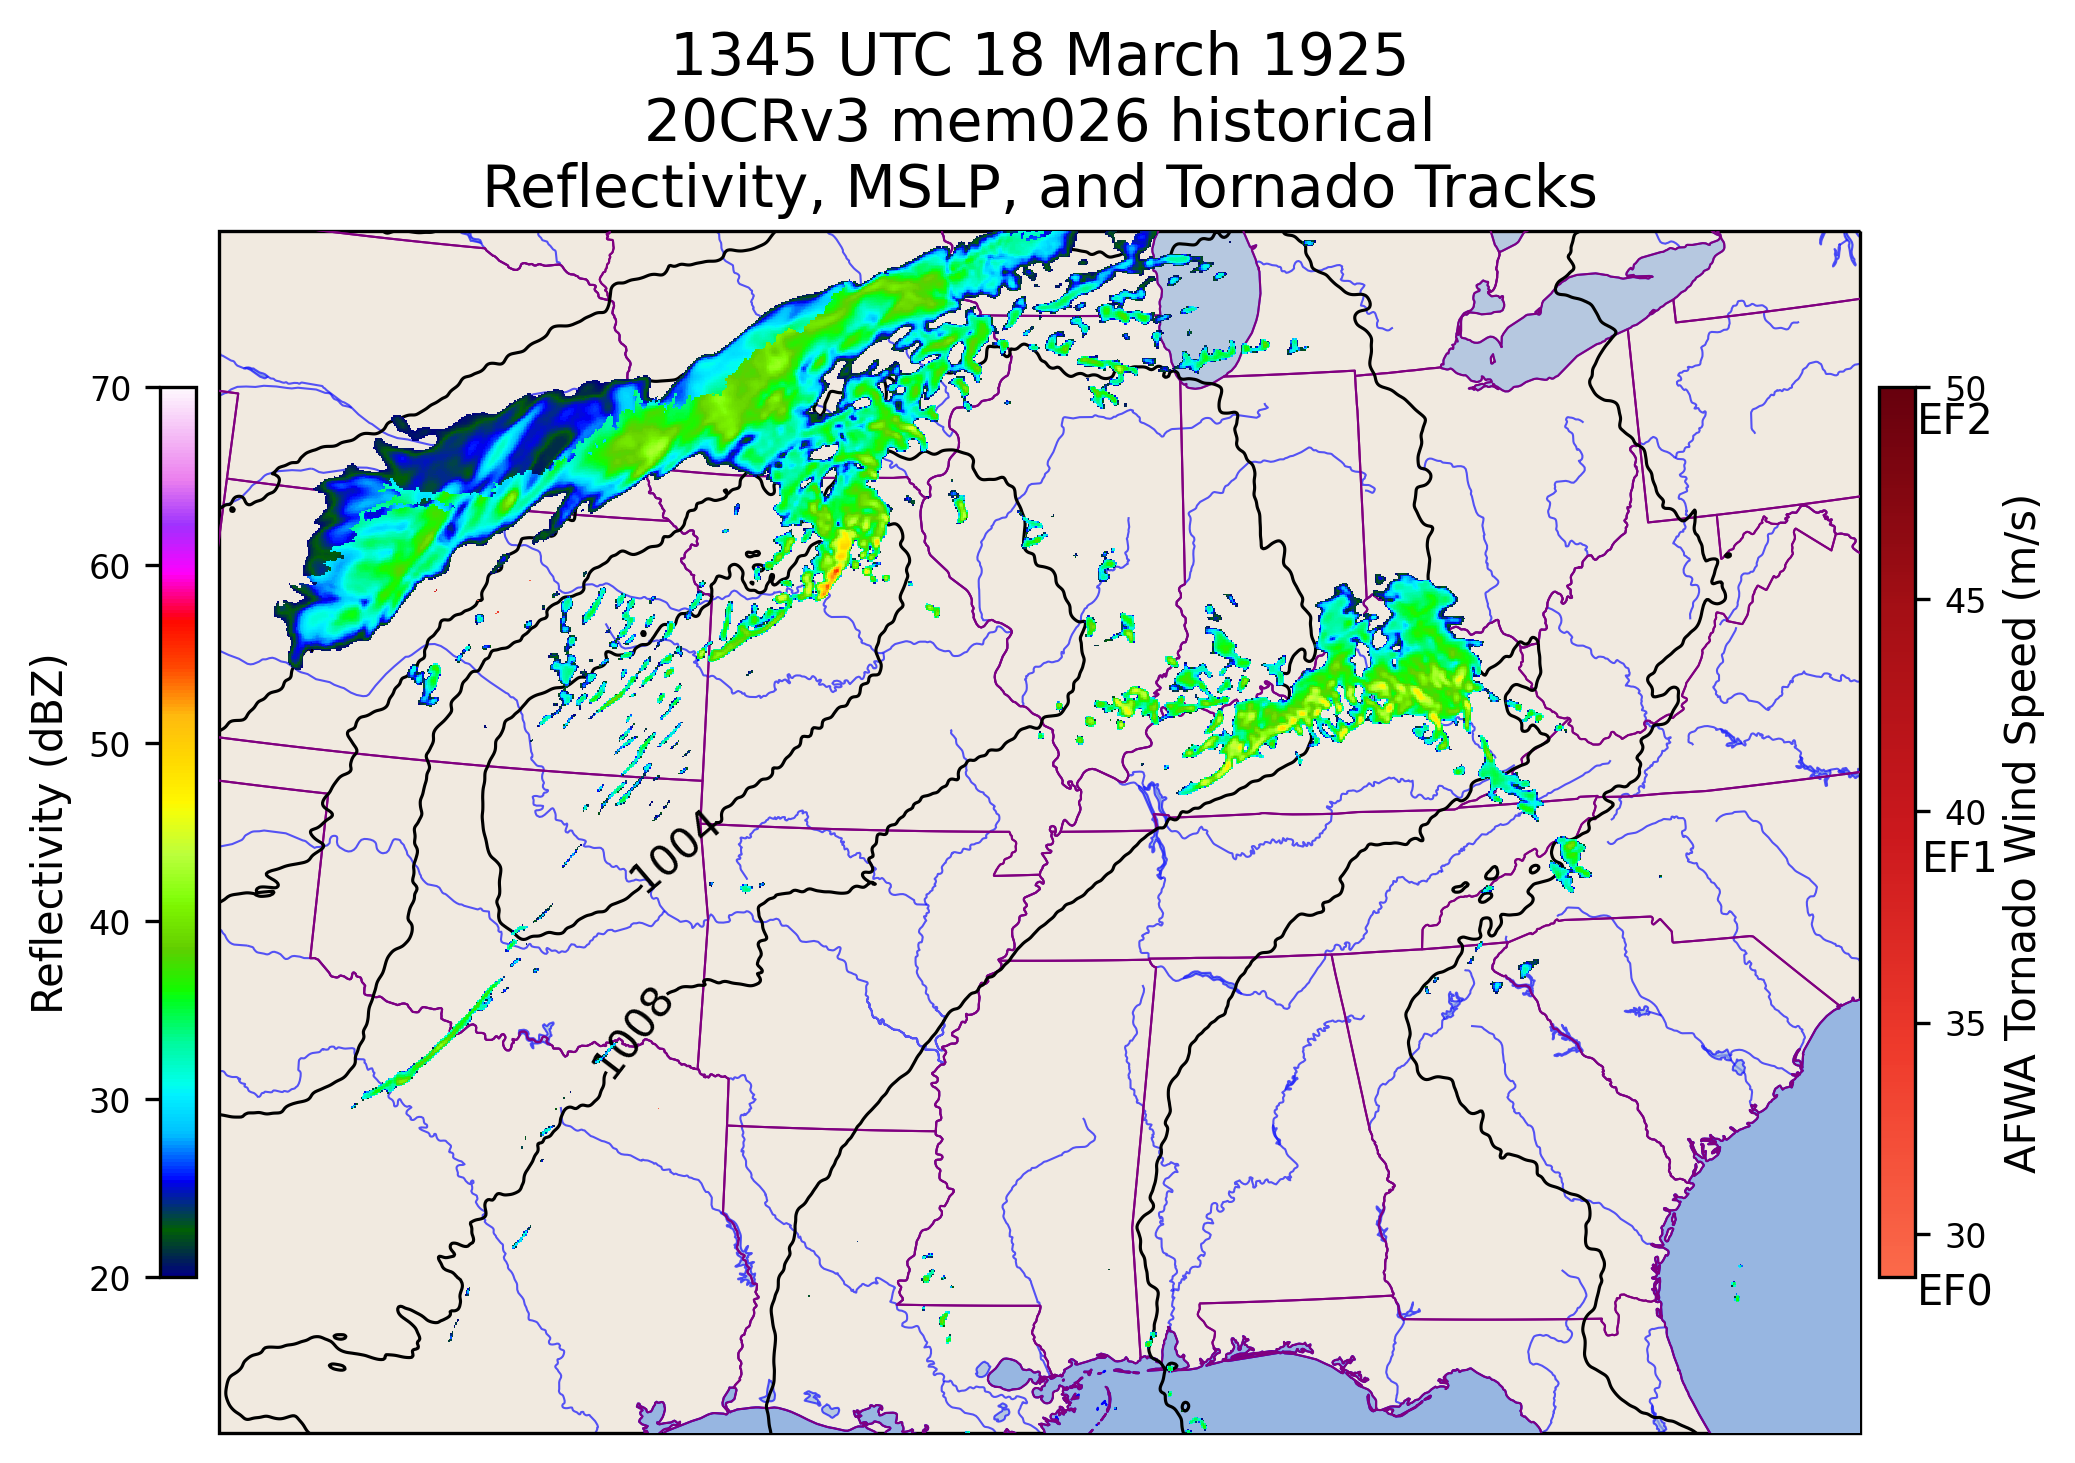 1345 UTC 18 March 1925
20CRv3 mem026 historical
Reflectivity, MSLP, and Tornado Tracks
70
60
50
40
30
20
Reflectivity (dBZ)
1004
1008
50
EF2
45
40
EF1
35
30
EF0
AFWA Tornado Wind Speed (m/s)